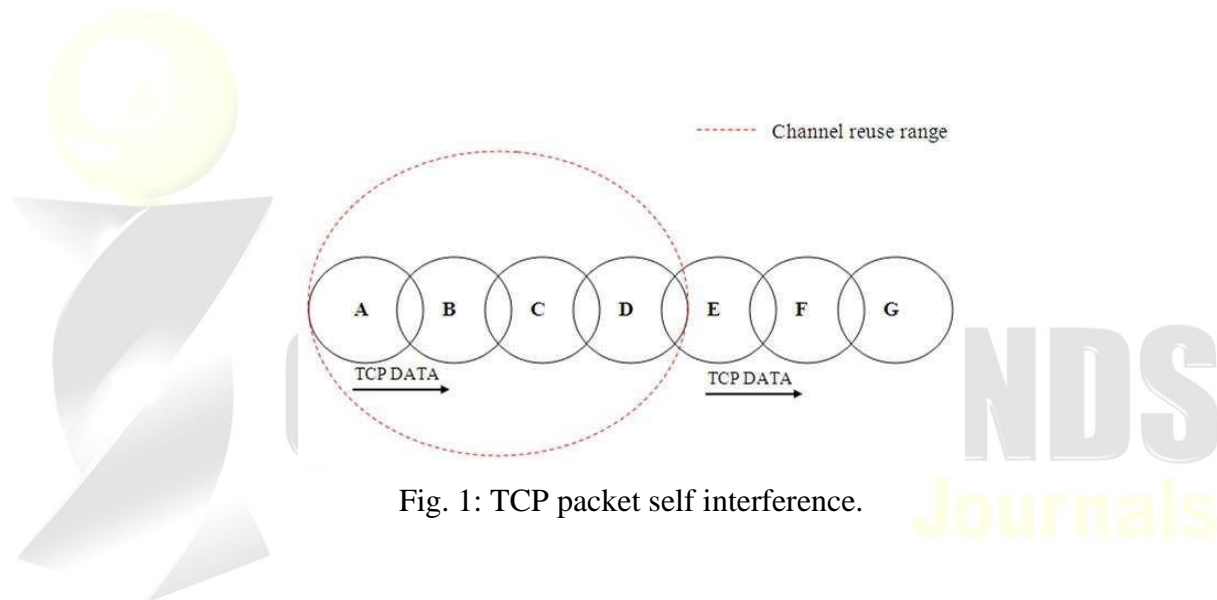 Channel reuse range
A B C D E F G
TCP DATA
TCP DATA
NDS
Journals
Fig. 1: TCP packet self interference.